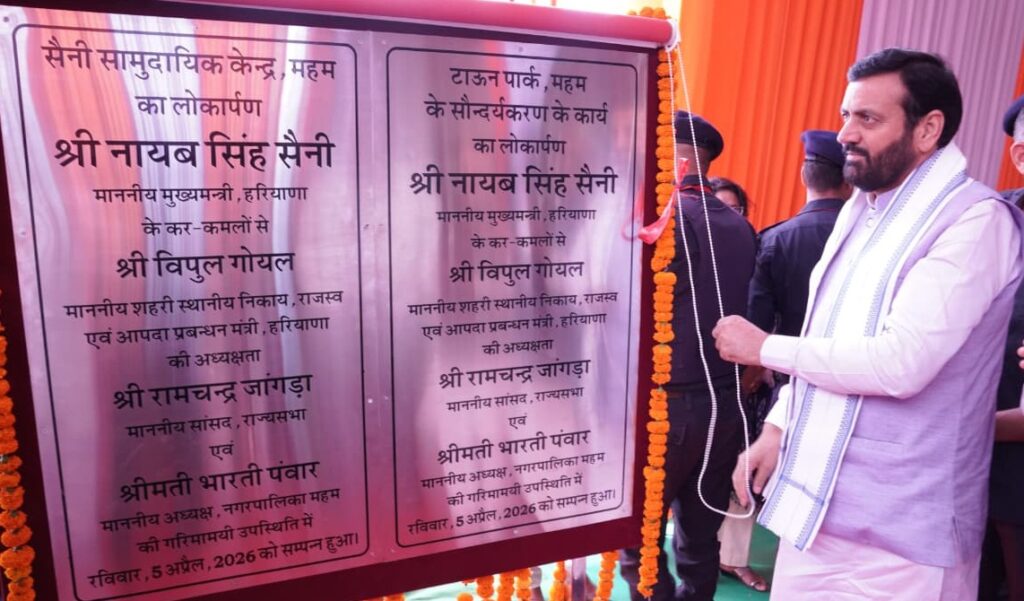 सैनी सामुदायिक केन्द्र, महम
का लोकार्पण
श्री नायब सिंह सैनी
माननीय मुख्यमन्त्री, हरियाणा
के कर-कमलों से
श्री विपुल गोयल
माननीय शहरी स्थानीय निकाय, राजस्व
एवं आपदा प्रबन्धन मंत्री, हरियाणा
की अध्यक्षता
श्री रामचन्द्र जांगड़ा
माननीय सांसद, राज्यसभा
एवं
श्रीमती भारती पंवार
माननीय अध्यक्ष, नगरपालिका महम
की गरिमामयी उपस्थिति में
रविवार, 5 अप्रैल, 2026 को सम्पन्न हुआ।
टाऊन पार्क, महम
के सौन्दर्यकरण के कार्य
का लोकार्पण
श्री नायब सिंह सैनी
माननीय मुख्यमन्त्री, हरियाणा
के कर-कमलों से
श्री विपुल गोयल
माननीय शहरी स्थानीय निकाय, राजस्व
एवं आपदा प्रबन्धन मंत्री, हरियाणा
की अध्यक्षता
श्री रामचन्द्र जांगड़ा
माननीय सांसद, राज्यसभा
एवं
श्रीमती भारती पंवार
माननीय अध्यक्ष, नगरपालिका महम
की गरिमामयी उपस्थिति में
रविवार, 5 अप्रैल, 2026 को सम्पन्न हुआ।